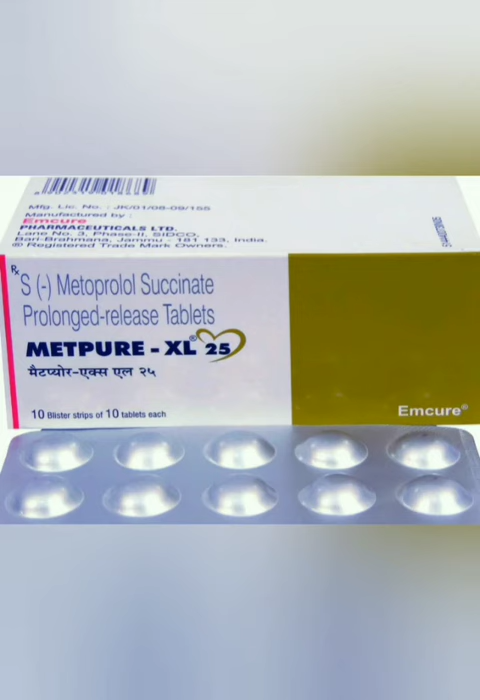 Mfg. Lic. No. : JK/01/08-09/155
Manufactured by :
Emcure
PHARMACEUTICALS LTD.
Lane No. 3, Phase-II, SIDCO,
Bari-Brahmana, Jammu - 181 133, India.
® Registered Trade Mark Owners.
Rx
S (-) Metoprolol Succinate
Prolonged-release Tablets
METPURE - XL® 25
मैटप्योर-एक्स एल २५
10 Blister strips of 10 tablets each
Emcure®